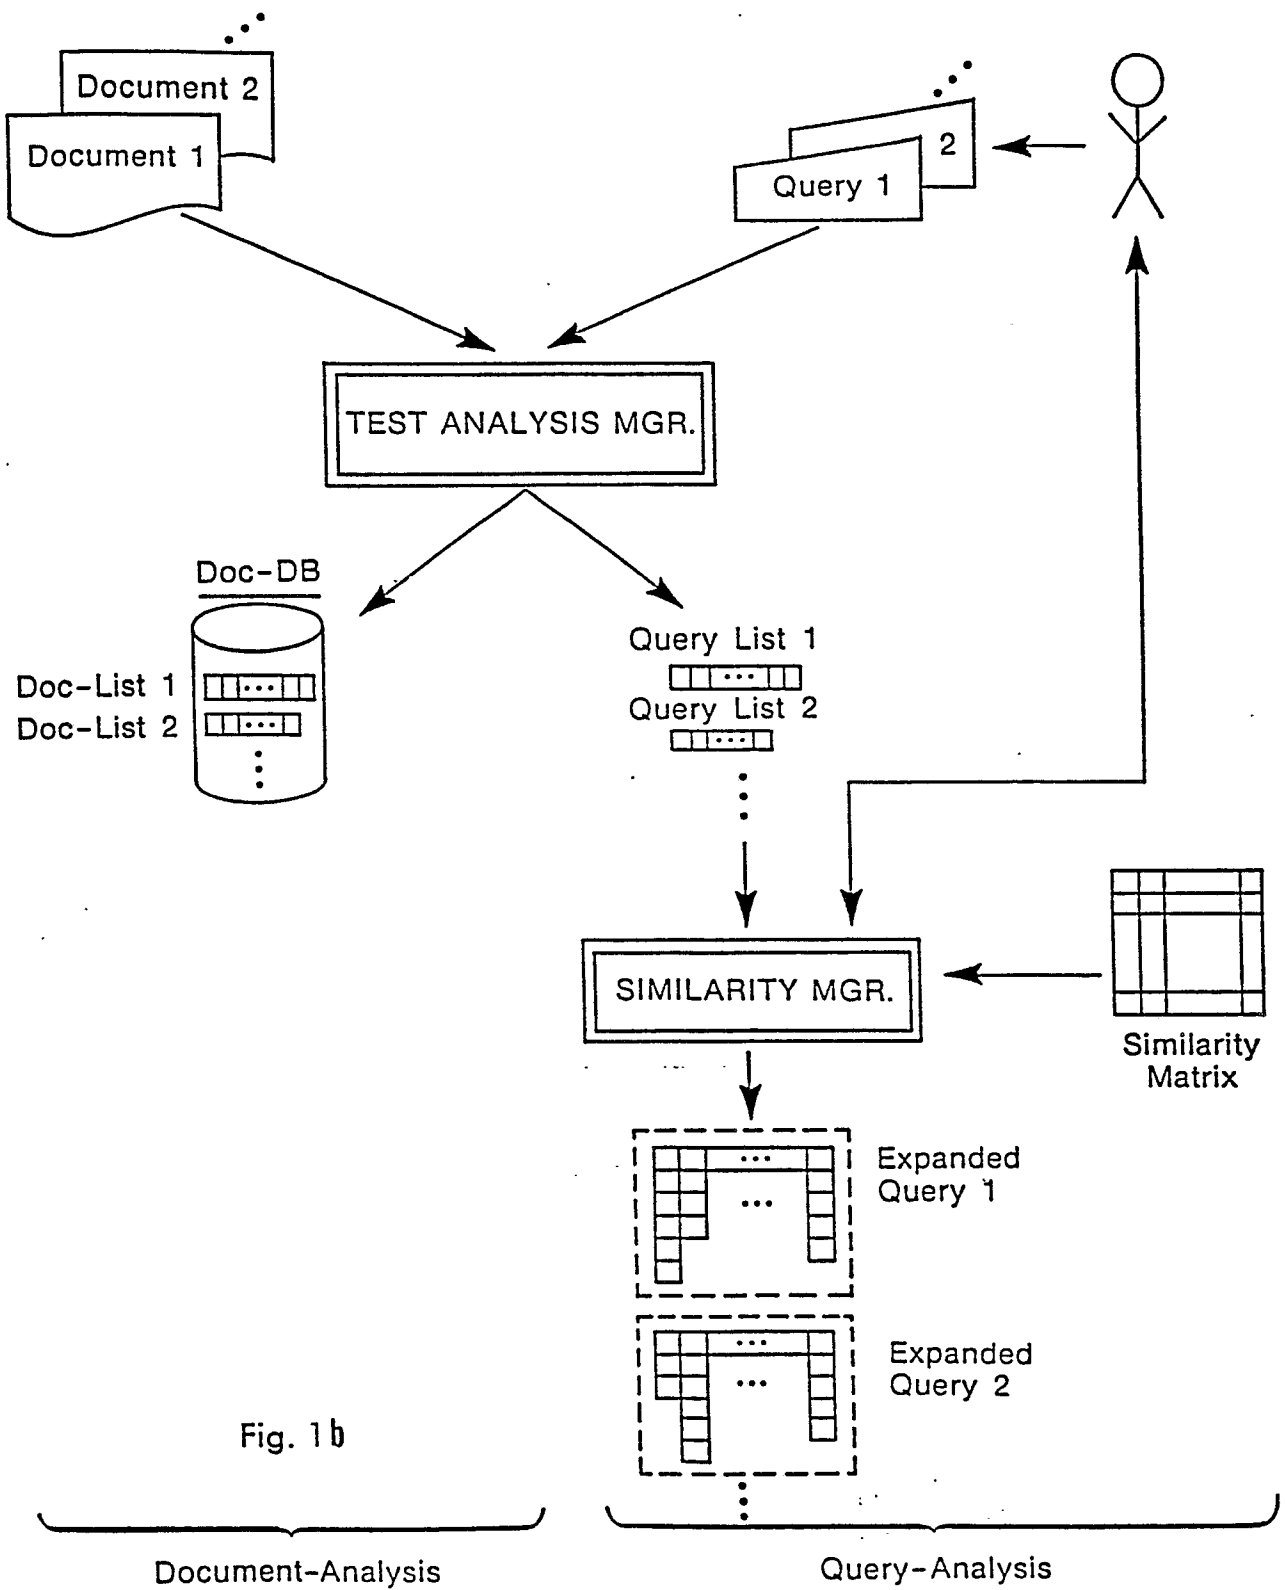 Document 2
Document 1
2
Query 1
TEST ANALYSIS MGR.
Doc-DB
Doc-List 1
Doc-List 2
Query List 1
Query List 2
SIMILARITY MGR.
Similarity
Matrix
Expanded
Query 1
Expanded
Query 2
Fig. 1b
Document-Analysis
Query-Analysis